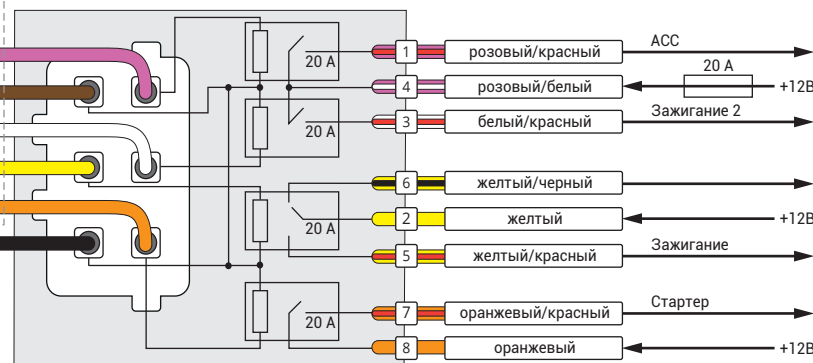 20 А
1
розовый/красный
ACC
4
розовый/белый
20 А
+12В
20 А
3
белый/красный
Зажигание 2
6
желтый/черный
20 А
2
желтый
+12В
5
желтый/красный
Зажигание
20 А
7
оранжевый/красный
Стартер
8
оранжевый
+12В